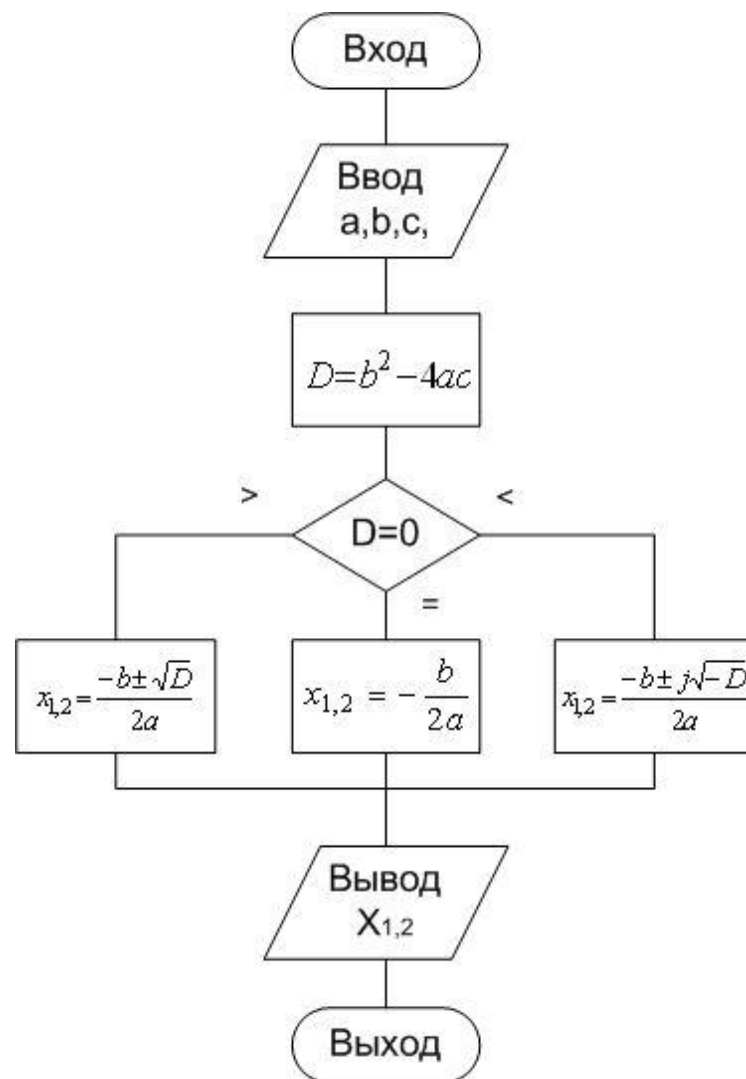 Вход
Ввод
a,b,c,
D=b²−4ac
>
<
D=0
=
x₁,₂=(−b±√D)/2a
x₁,₂ = −b/2a
x₁,₂=(−b±j√−D)/2a
Вывод
X₁,₂
Выход